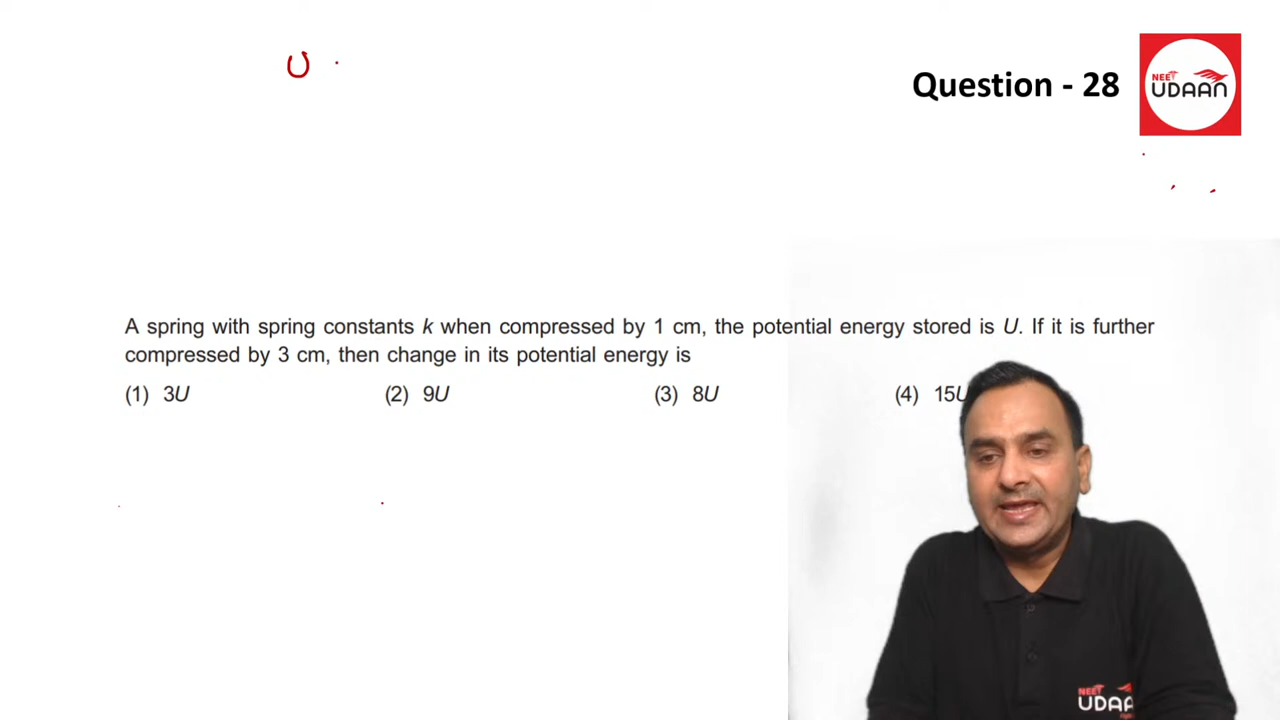 U
Question - 28
NEET
UDAAN
A spring with spring constants k when compressed by 1 cm, the potential energy stored is U. If it is further
compressed by 3 cm, then change in its potential energy is
(1) 3U (2) 9U (3) 8U (4) 15U
NEET
UDAA